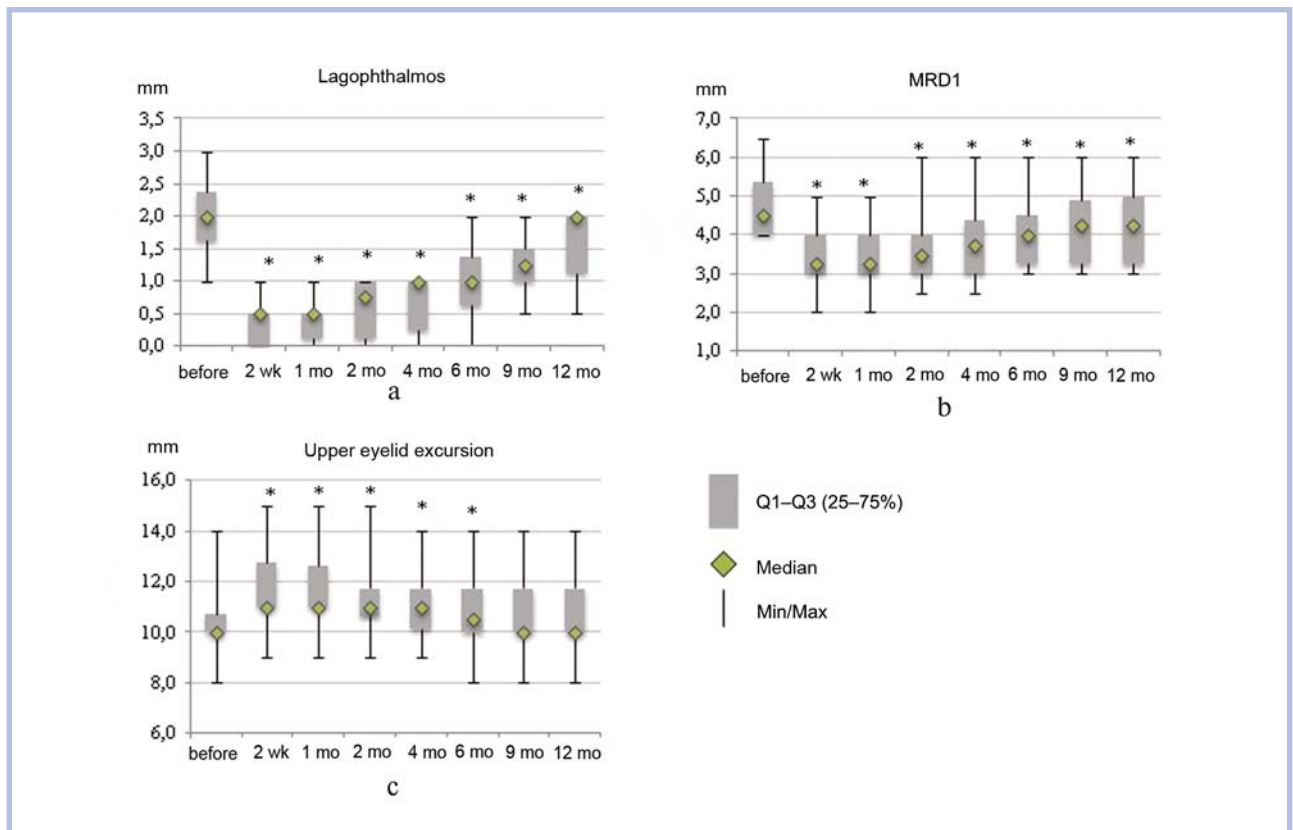 Lagophthalmos
mm
3,5
3,0
2,5
2,0
1,5
1,0
0,5
0,0
* * * * * * *
before 2 wk 1 mo 2 mo 4 mo 6 mo 9 mo 12 mo
a
MRD1
mm
7,0
6,0
5,0
4,0
3,0
2,0
1,0
* * * * * * *
before 2 wk 1 mo 2 mo 4 mo 6 mo 9 mo 12 mo
b
Upper eyelid excursion
mm
16,0
14,0
12,0
10,0
8,0
6,0
* * * * *
before 2 wk 1 mo 2 mo 4 mo 6 mo 9 mo 12 mo
c
Q1–Q3 (25–75%)
Median
Min/Max